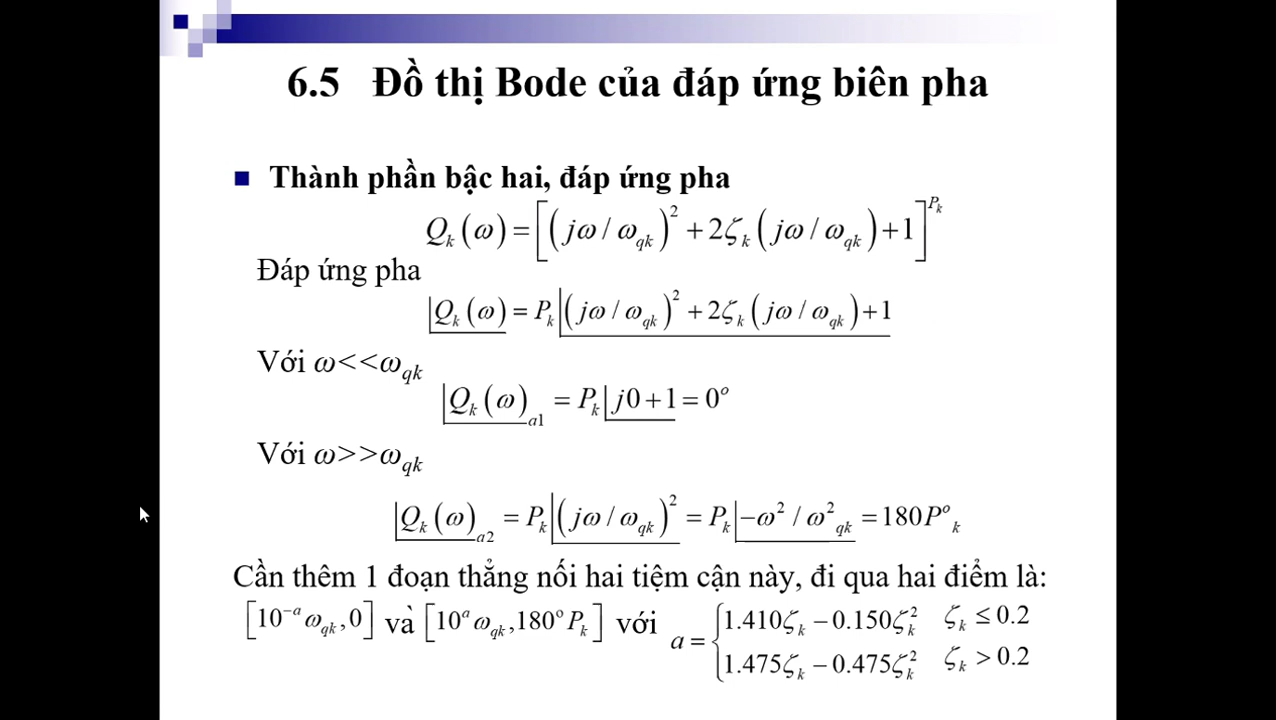 6.5 Đồ thị Bode của đáp ứng biên pha
Thành phần bậc hai, đáp ứng pha
Q_k(ω) = [(jω / ω_qk)^2 + 2ζ_k(jω / ω_qk) + 1]^P_k
Đáp ứng pha
∠Q_k(ω) = P_k∠(jω / ω_qk)^2 + 2ζ_k(jω / ω_qk) + 1
Với ω<<ω_qk
∠Q_k(ω)_a1 = P_k∠j0 + 1 = 0^o
Với ω>>ω_qk
∠Q_k(ω)_a2 = P_k∠(jω / ω_qk)^2 = P_k∠−ω^2 / ω^2_qk = 180P^o_k
Cần thêm 1 đoạn thẳng nối hai tiệm cận này, đi qua hai điểm là:
[10^−a ω_qk, 0] và [10^a ω_qk, 180^o P_k] với a = { 1.410ζ_k − 0.150ζ_k^2 ζ_k ≤ 0.2
1.475ζ_k − 0.475ζ_k^2 ζ_k > 0.2